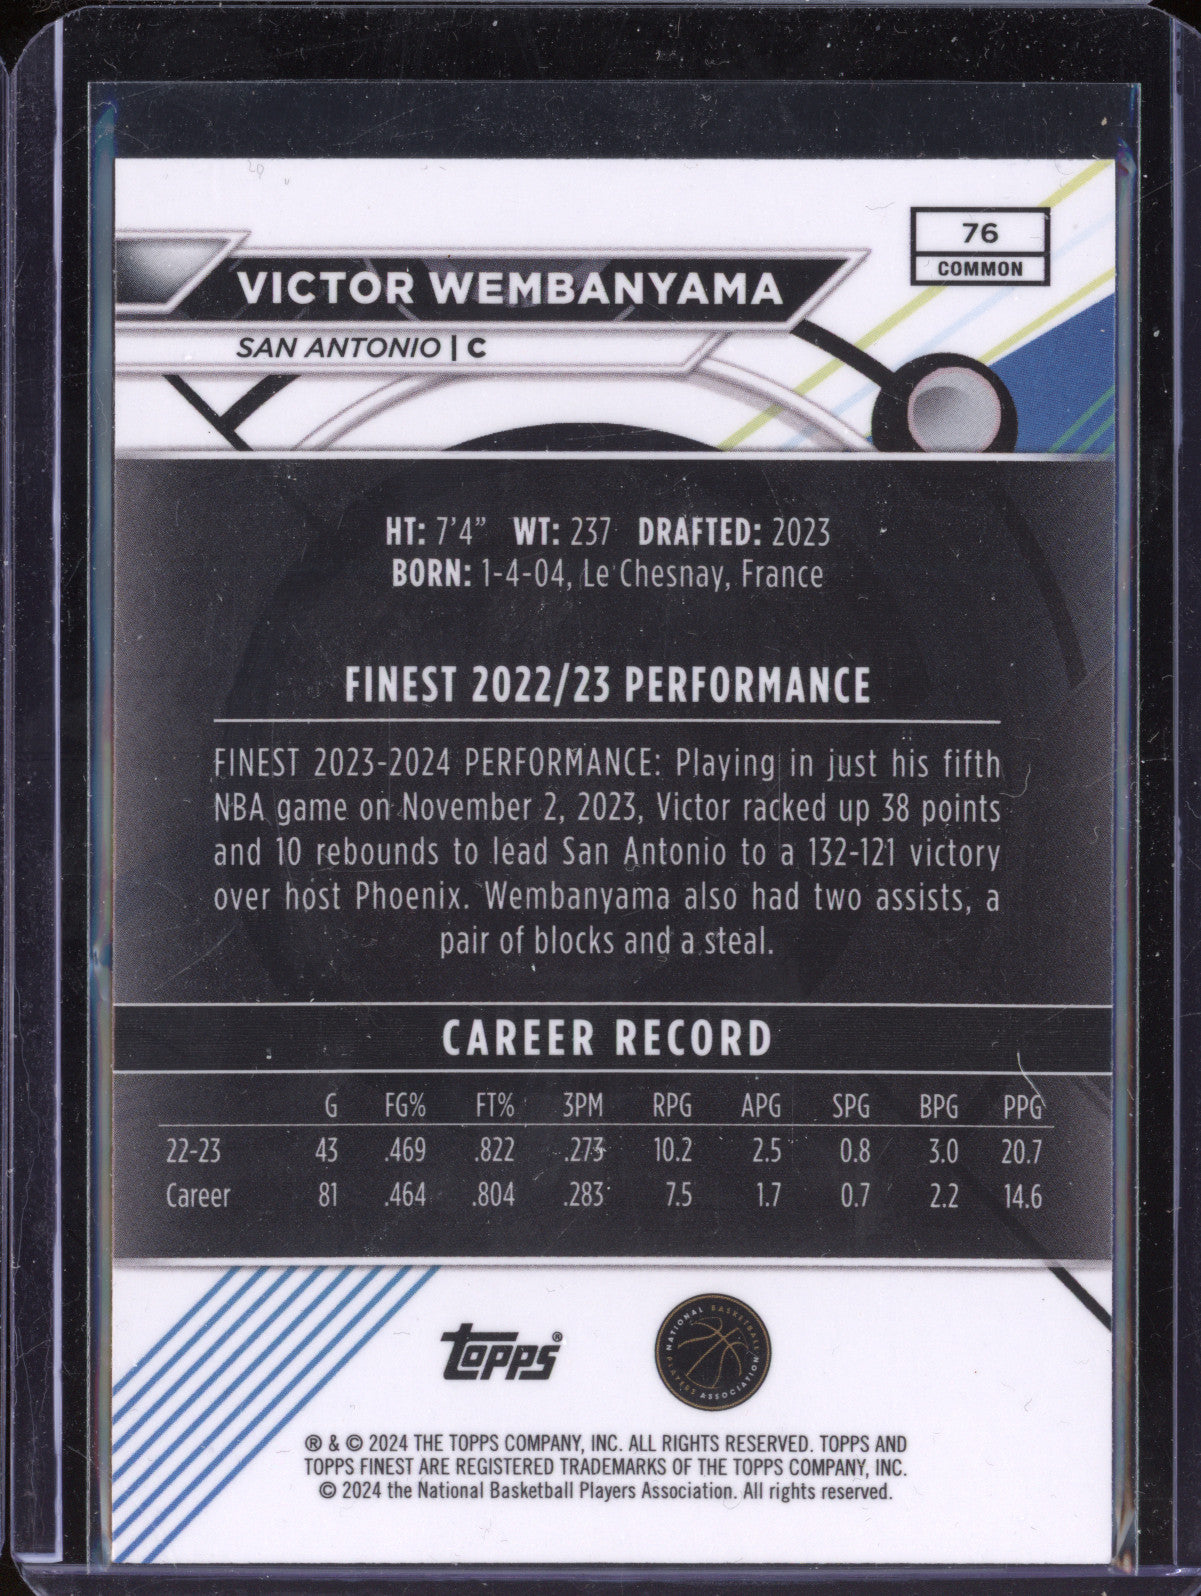 76
COMMON
VICTOR WEMBANYAMA
SAN ANTONIO | C
HT: 7'4" WT: 237 DRAFTED: 2023
BORN: 1-4-04, Le Chesnay, France
FINEST 2022/23 PERFORMANCE
FINEST 2023-2024 PERFORMANCE: Playing in just his fifth
NBA game on November 2, 2023, Victor racked up 38 points
and 10 rebounds to lead San Antonio to a 132-121 victory
over host Phoenix. Wembanyama also had two assists, a
pair of blocks and a steal.
CAREER RECORD
G FG% FT% 3PM RPG APG SPG BPG PPG
22-23 43 .469 .822 .273 10.2 2.5 0.8 3.0 20.7
Career 81 .464 .804 .283 7.5 1.7 0.7 2.2 14.6
Topps®
NATIONAL BASKETBALL
PLAYERS ASSOCIATION
® & © 2024 THE TOPPS COMPANY, INC. ALL RIGHTS RESERVED. TOPPS AND
TOPPS FINEST ARE REGISTERED TRADEMARKS OF THE TOPPS COMPANY, INC.
© 2024 the National Basketball Players Association. All rights reserved.